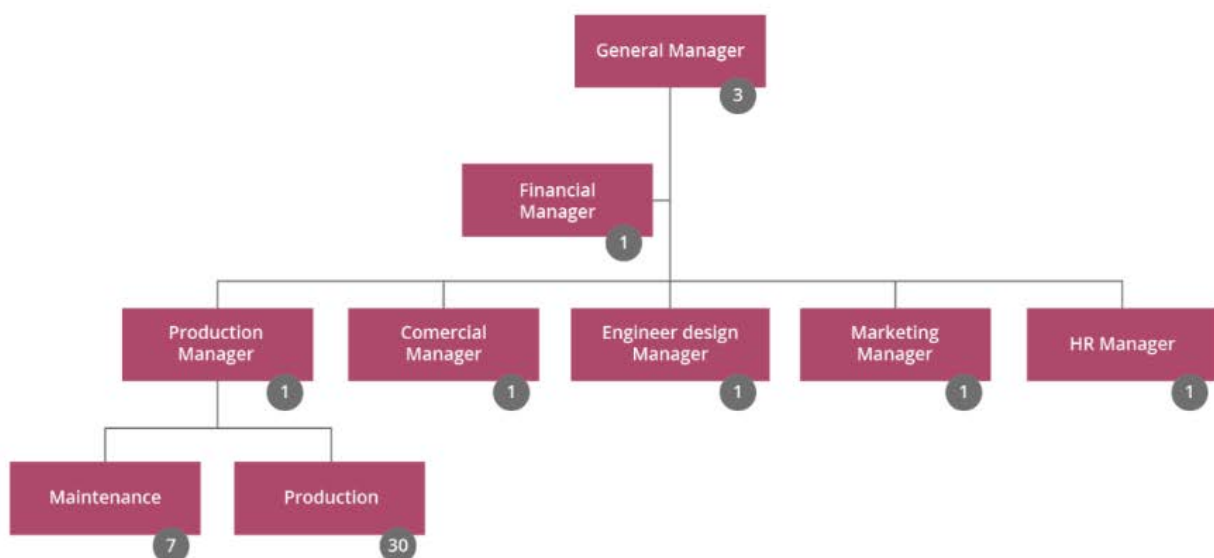 General Manager
3
Financial
Manager
1
Production
Manager
1
Comercial
Manager
1
Engineer design
Manager
1
Marketing
Manager
1
HR Manager
1
Maintenance
7
Production
30